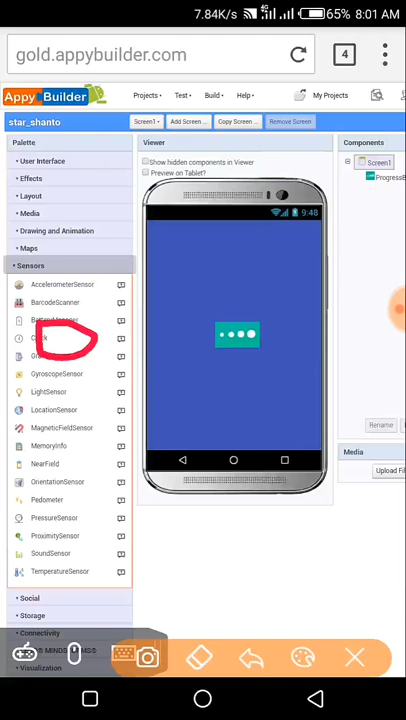 7.84K/s 4G 65% 8:01 AM
gold.appybuilder.com 4
Appy Builder Projects Test Build Help My Projects
star_shanto Screen1 Add Screen ... Copy Screen ... Remove Screen
Palette Viewer Components
User Interface
Effects
Layout
Media
Drawing and Animation
Maps
Sensors
AccelerometerSensor
BarcodeScanner
GyroscopeSensor
LightSensor
LocationSensor
MagneticFieldSensor
MemoryInfo
NearField
OrientationSensor
Pedometer
PressureSensor
ProximitySensor
SoundSensor
TemperatureSensor
Social
Storage
Connectivity
Visualization
Show hidden components in Viewer
Preview on Tablet?
9:48
Screen1
ProgressB
Rename
Media
Upload Fil